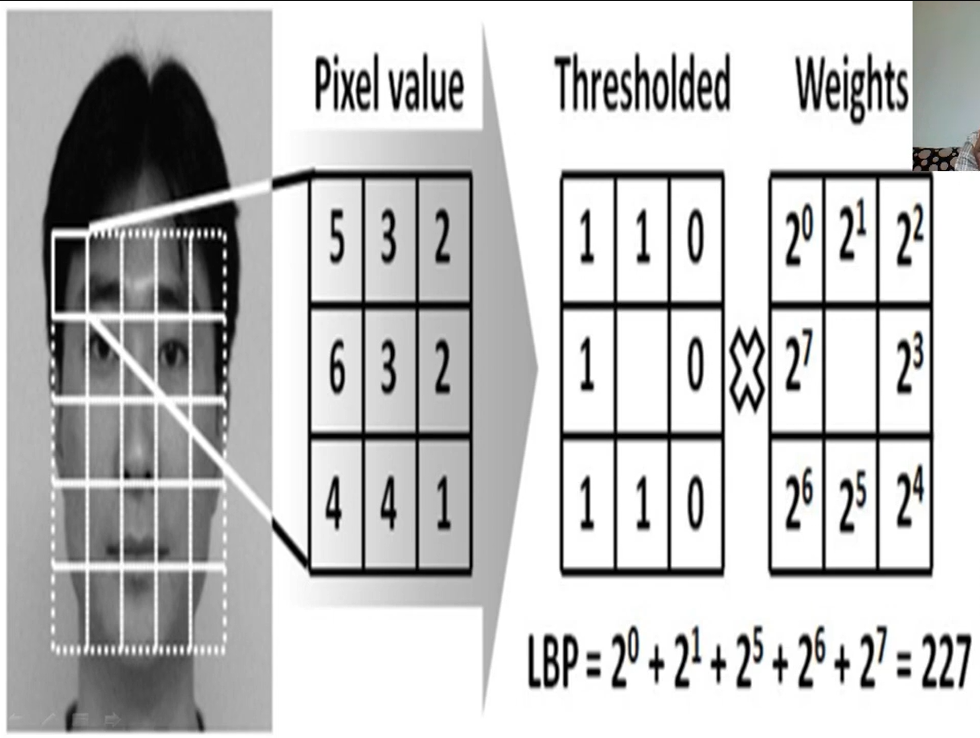 Pixel value Thresholded Weights
5 3 2 1 1 0 2⁰ 2¹ 2²
6 3 2 1 0 2⁷ 2³
4 4 1 1 1 0 2⁶ 2⁵ 2⁴
LBP = 2⁰ + 2¹ + 2⁵ + 2⁶ + 2⁷ = 227